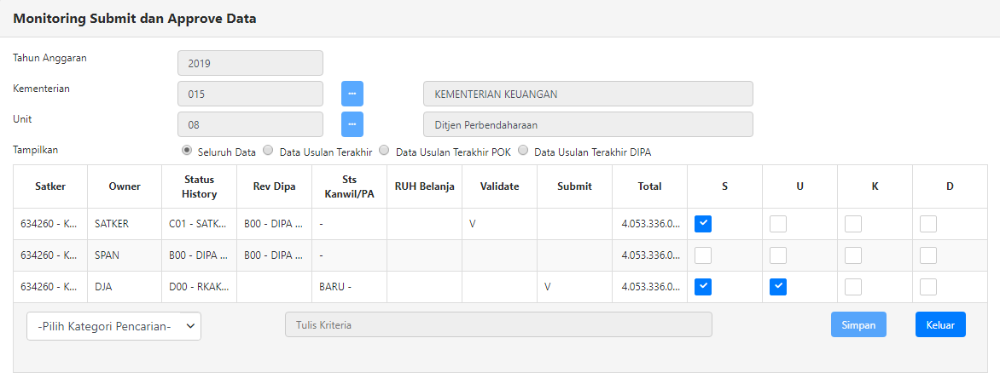 Monitoring Submit dan Approve Data
Tahun Anggaran 2019
Kementerian 015 ... KEMENTERIAN KEUANGAN
Unit 08 ... Ditjen Perbendaharaan
Tampilkan Seluruh Data Data Usulan Terakhir Data Usulan Terakhir POK Data Usulan Terakhir DIPA
Satker Owner Status History Rev Dipa Sts Kanwil/PA RUH Belanja Validate Submit Total S U K D
634260 - K... SATKER C01 - SATK... B00 - DIPA ... - V 4.053.336.0...
634260 - K... SPAN B00 - DIPA ... B00 - DIPA ... - 4.053.336.0...
634260 - K... DJA D00 - RKAK... BARU - V 4.053.336.0...
-Pilih Kategori Pencarian- Tulis Kriteria Simpan Keluar